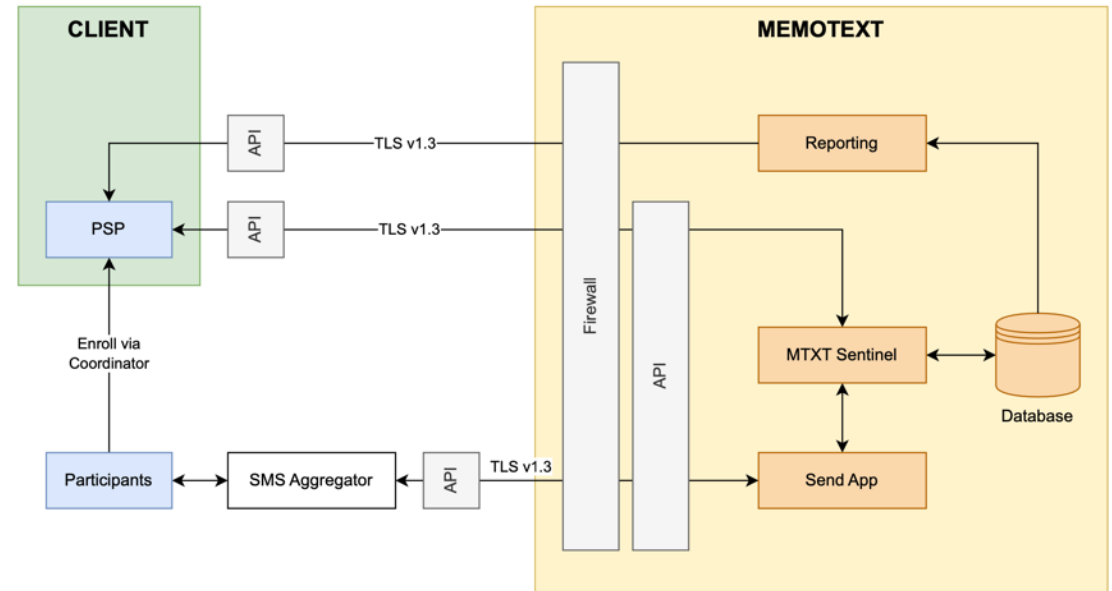 CLIENT
MEMOTEXT
API
TLS v1.3
Reporting
PSP
API
TLS v1.3
Firewall
API
Enroll via
Coordinator
MTXT Sentinel
Database
Participants
SMS Aggregator
API
TLS v1.3
Send App